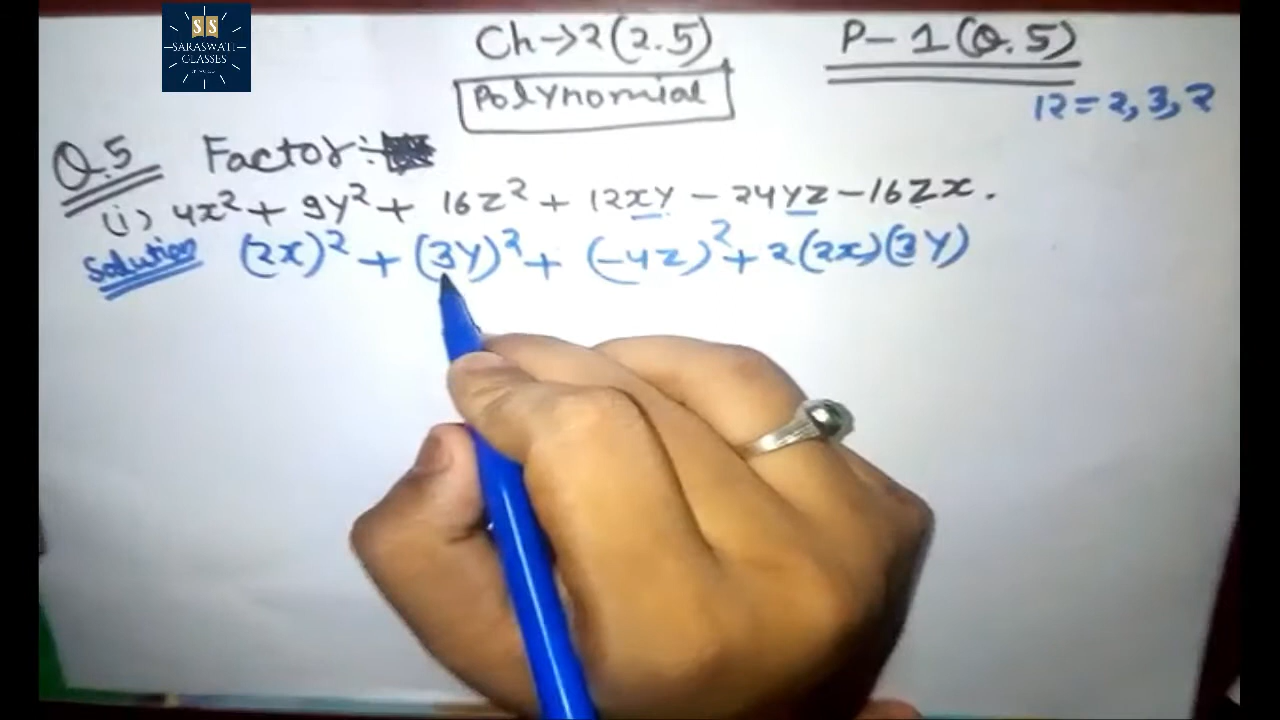 S S
SARASWATI
CLASSES
Ch→2(2.5)
P-1(Q.5)
Polynomial
12=2,3,2
Q.5 Factor:-
(i) 4x² + 9y² + 16z² + 12xy - 24yz - 16zx.
Solution (2x)² + (3y)² + (-4z)² + 2(2x)(3y)